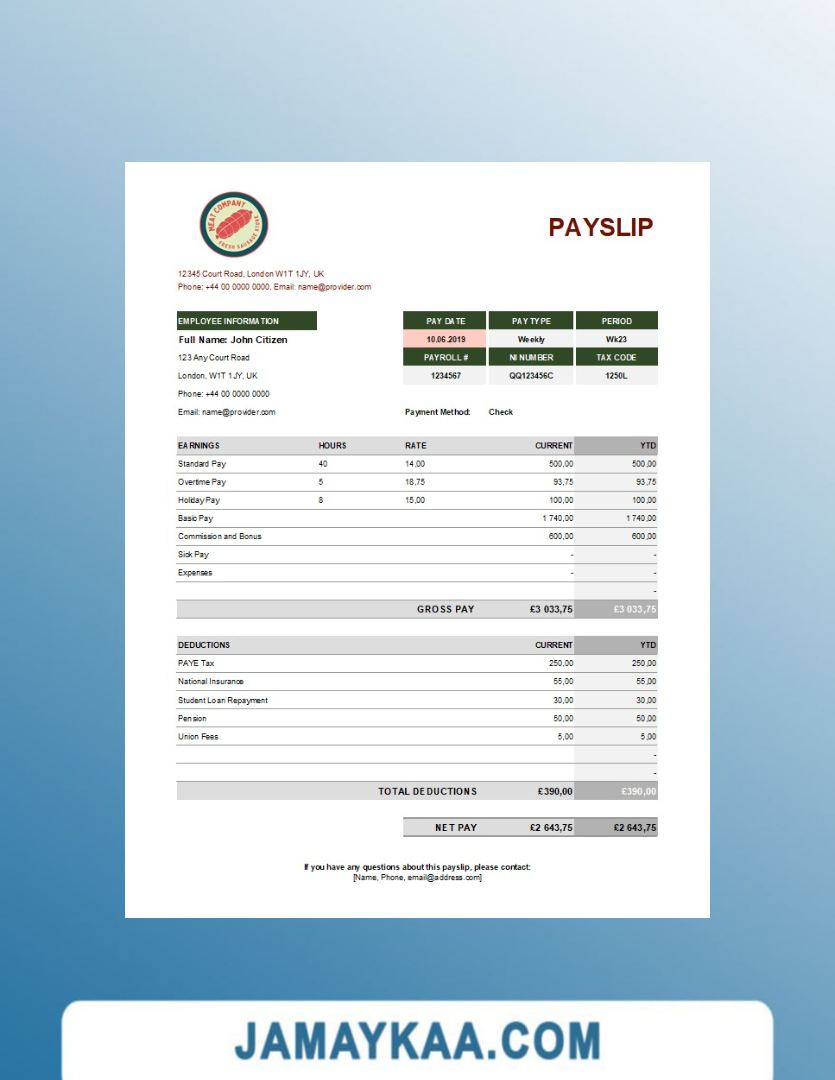 MEAT COMPANY
FRESH SAUSAGE
PAYSLIP
12345 Court Road, London W1T 1JY, UK
Phone: +44 00 0000 0000, Email: name@provider.com
EMPLOYEE INFORMATION PAY DATE PAY TYPE PERIOD
Full Name: John Citizen 10.06.2019 Weekly Wk23
123 Any Court Road PAYROLL # NI NUMBER TAX CODE
London, W1T 1JY, UK 1234567 QQ123456C 1250L
Phone: +44 00 0000 0000
Email: name@provider.com Payment Method: Check
EARNINGS HOURS RATE CURRENT YTD
Standard Pay 40 14,00 500,00 500,00
Overtime Pay 5 18,75 93,75 93,75
Holiday Pay 8 15,00 100,00 100,00
Basic Pay 1 740,00 1 740,00
Commission and Bonus 600,00 600,00
Sick Pay - -
Expenses - -
-
GROSS PAY £3 033,75 £3 033,75
DEDUCTIONS CURRENT YTD
PAYE Tax 250,00 250,00
National Insurance 55,00 55,00
Student Loan Repayment 30,00 30,00
Pension 50,00 50,00
Union Fees 5,00 5,00
-
-
TOTAL DEDUCTIONS £390,00 £390,00
NET PAY £2 643,75 £2 643,75
If you have any questions about this payslip, please contact:
[Name, Phone, email@address.com]
JAMAYKAA.COM